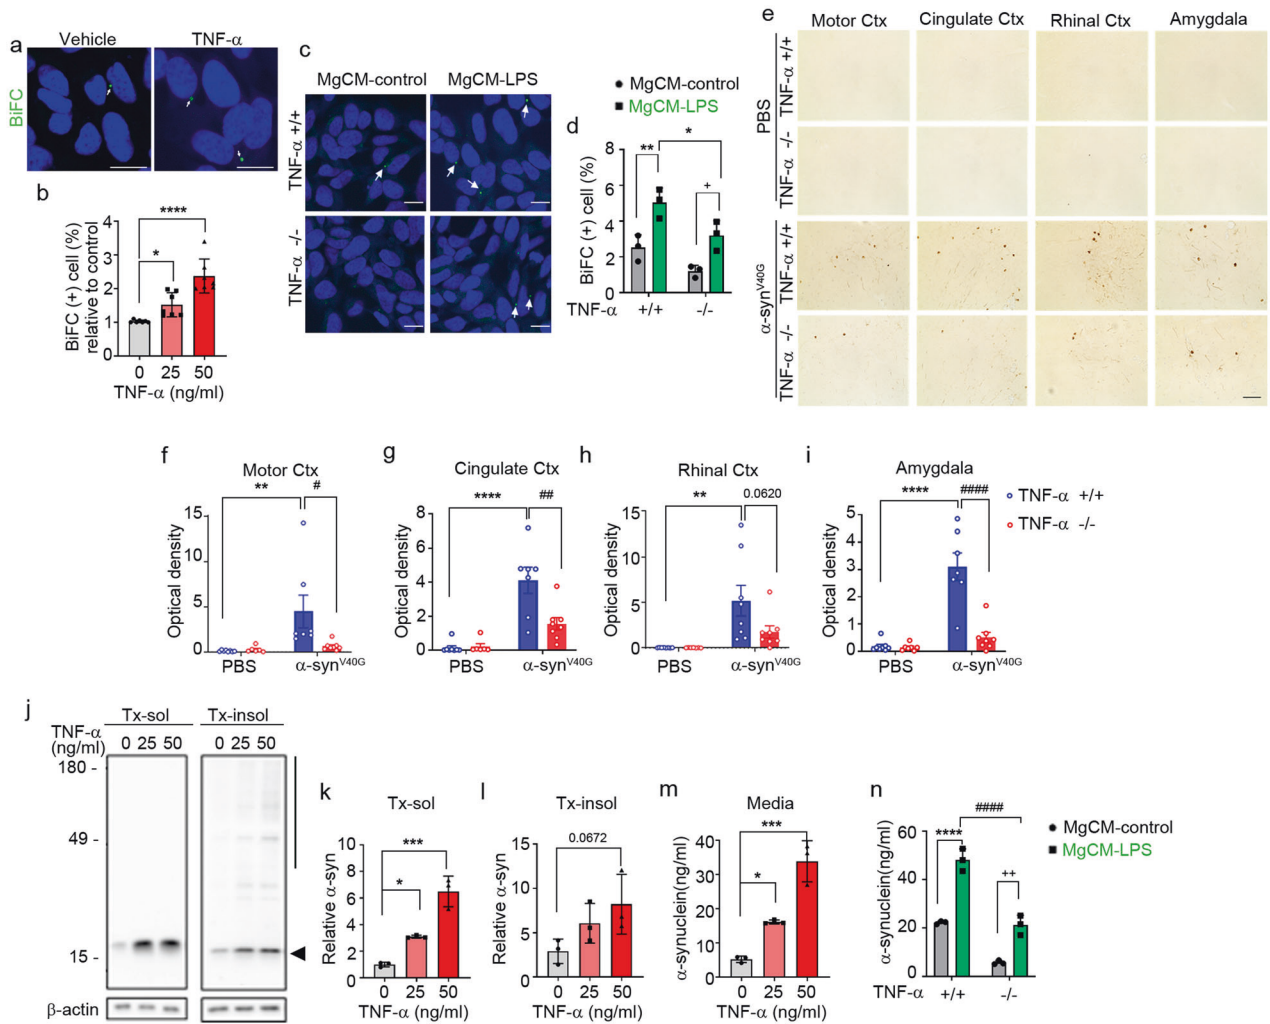 a
Vehicle
TNF-α
BiFC
b
BiFC (+) cell (%)
relative to control
4
3
2
1
0
*
****
0 25 50
TNF-α (ng/ml)
c
MgCM-control
MgCM-LPS
TNF-α +/+
TNF-α -/-
MgCM-control
MgCM-LPS
d
BiFC (+) cell (%)
8
6
4
2
0
**
*
+
TNF-α +/+ -/-
e
Motor Ctx
Cingulate Ctx
Rhinal Ctx
Amygdala
PBS
TNF-α +/+
TNF-α -/-
α-synV40G
TNF-α +/+
TNF-α -/-
f
Motor Ctx
**
#
Optical density
15
10
5
0
PBS
α-synV40G
g
Cingulate Ctx
****
##
Optical density
8
6
4
2
0
PBS
α-synV40G
h
Rhinal Ctx
**
0.0620
Optical density
15
10
5
0
PBS
α-synV40G
i
Amygdala
****
####
Optical density
5
4
3
2
1
0
PBS
α-synV40G
TNF-α +/+
TNF-α -/-
j
Tx-sol
Tx-insol
TNF-α
(ng/ml)
0 25 50
0 25 50
180 -
49 -
15 -
β-actin
k
Tx-sol
***
*
Relative α-syn
10
8
6
4
2
0
0 25 50
TNF-α (ng/ml)
l
Tx-insol
0.0672
Relative α-syn
15
10
5
0
0 25 50
TNF-α (ng/ml)
m
Media
***
*
α-synuclein(ng/ml)
40
30
20
10
0
0 25 50
TNF-α (ng/ml)
n
####
****
++
α-synuclein(ng/ml)
60
40
20
0
TNF-α +/+ -/-
MgCM-control
MgCM-LPS